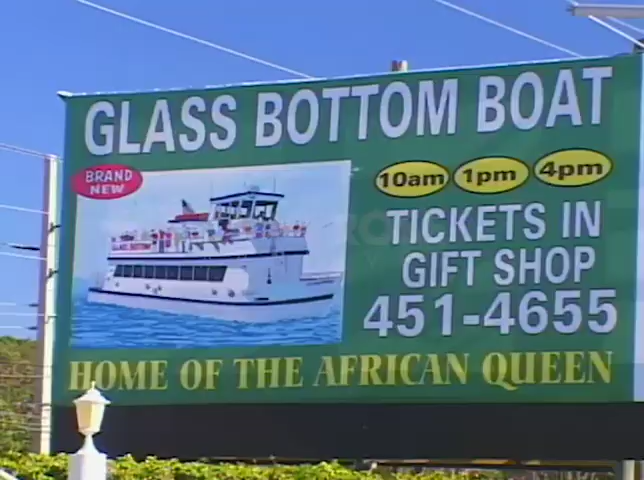 GLASS BOTTOM BOAT
BRAND
NEW
10am 1pm 4pm
TICKETS IN
GIFT SHOP
451-4655
HOME OF THE AFRICAN QUEEN